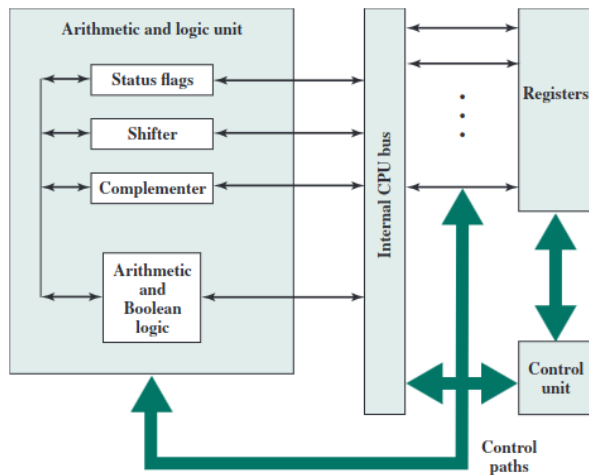 Arithmetic and logic unit
Status flags
Shifter
Complementer
Arithmetic
and
Boolean
logic
Internal CPU bus
Registers
Control
unit
Control
paths